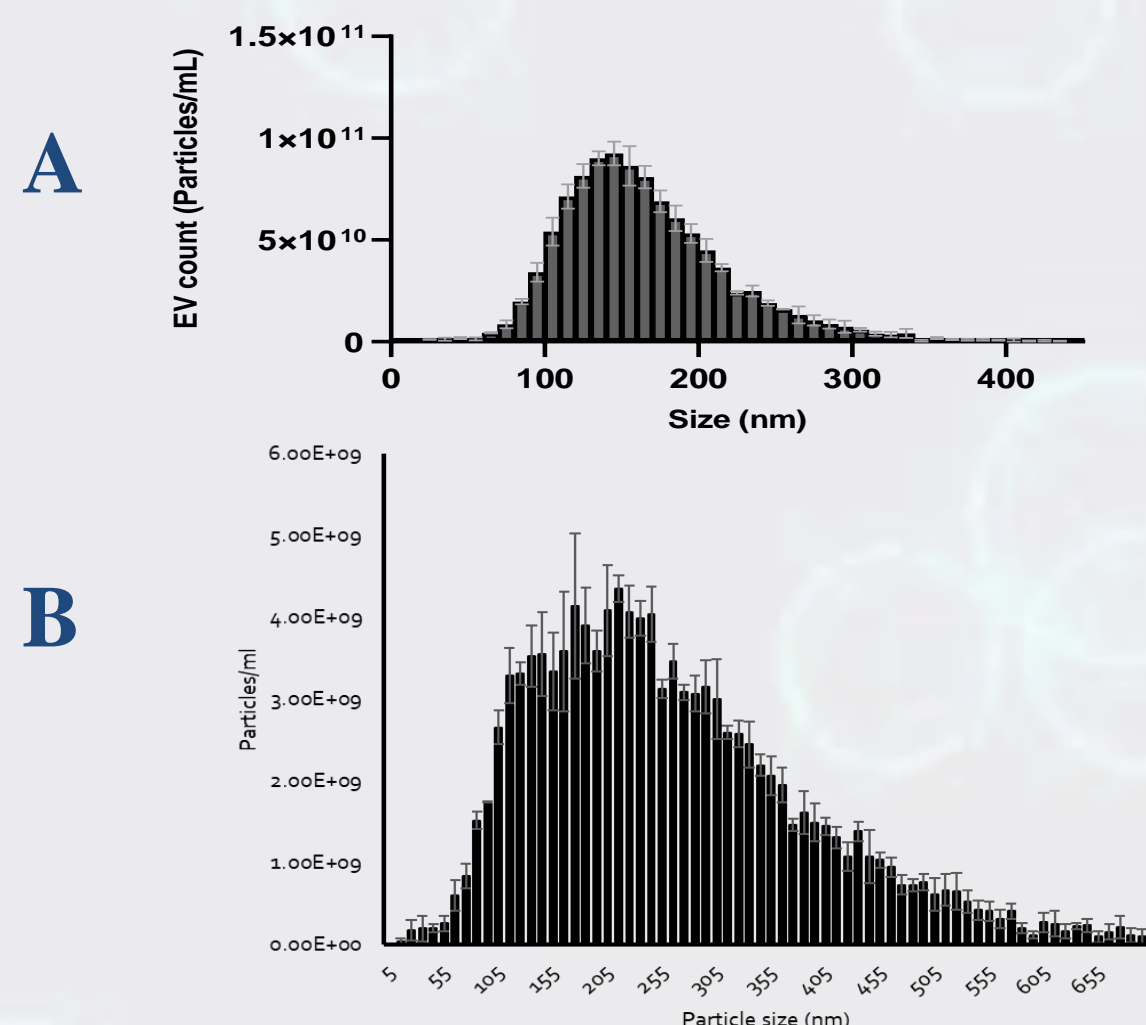 A
EV count (Particles/mL)
1.5×10¹¹
1×10¹¹
5×10¹⁰
0
0 100 200 300 400
Size (nm)
B
Particles/ml
6.00E+09
5.00E+09
4.00E+09
3.00E+09
2.00E+09
1.00E+09
0.00E+00
5 55 105 155 205 255 305 355 405 455 505 555 605 655
Particle size (nm)